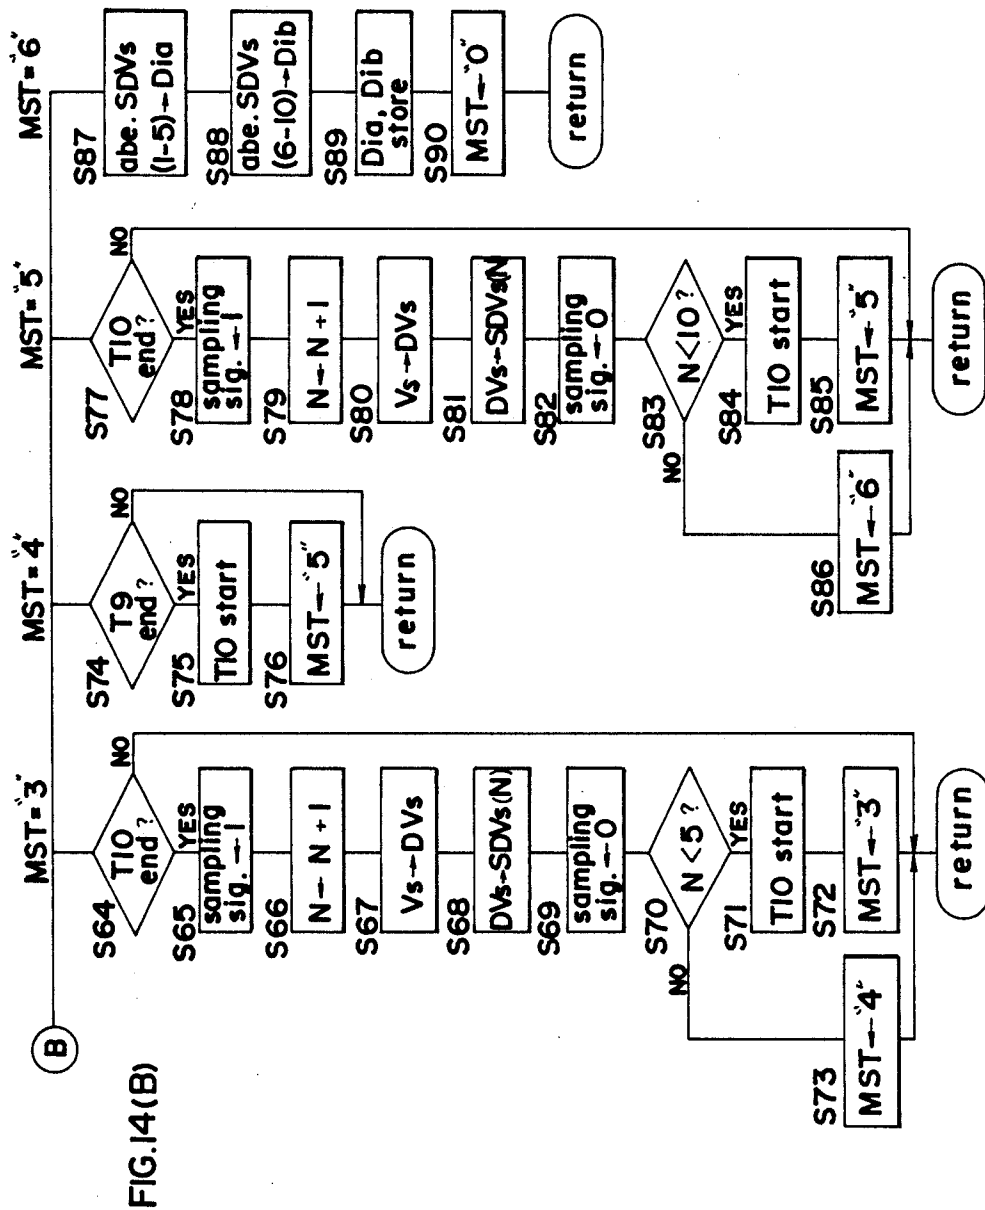 FIG.14(B)
B
MST="3"
S64
T10
end?
NO
YES
S65
sampling
sig.←1
S66
N←N+1
S67
Vs→DVs
S68
DVs→SDVs(N)
S69
sampling
sig.→0
S70
N<5?
NO
YES
S71
T10 start
S72
MST←"3"
S73
MST←"4"
return
MST="4"
S74
T9
end?
NO
YES
S75
T10 start
S76
MST←"5"
return
MST="5"
S77
T10
end?
NO
YES
S78
sampling
sig.←1
S79
N←N+1
S80
Vs→DVs
S81
DVs→SDVs(N)
S82
sampling
sig.←0
S83
N<10?
NO
YES
S84
T10 start
S85
MST←"5"
S86
MST←"6"
return
MST="6"
S87
abe. SDVs
(1-5)→Dia
S88
abe. SDVs
(6-10)→Dib
S89
Dia, Dib
store
S90
MST←"0"
return